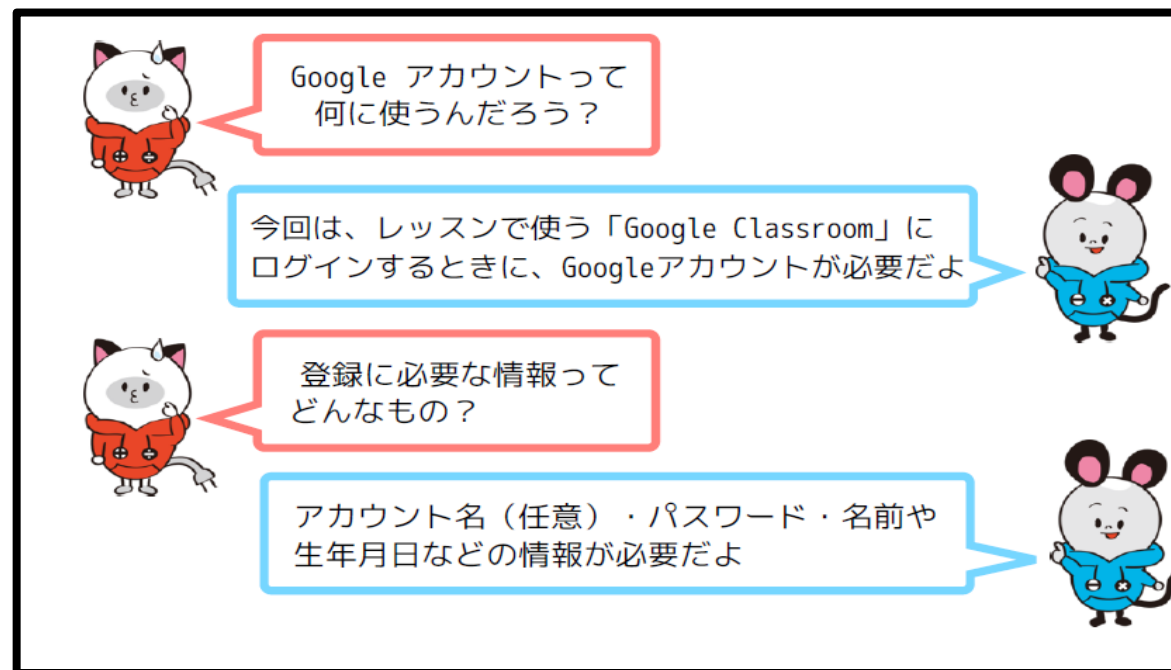 Google アカウントって
何に使うんだろう？
今回は、レッスンで使う「Google Classroom」に
ログインするときに、Googleアカウントが必要だよ
登録に必要な情報って
どんなもの？
アカウント名（任意）・パスワード・名前や
生年月日などの情報が必要だよ